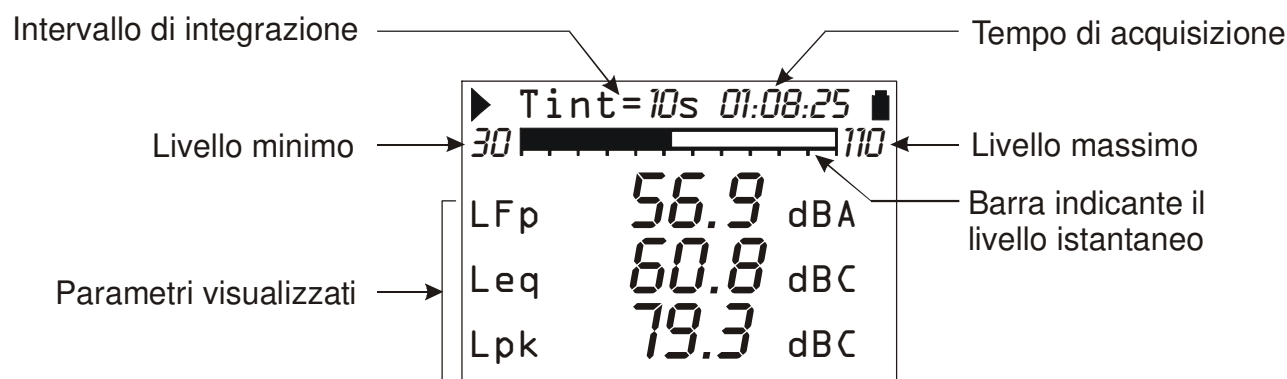 Intervallo di integrazione
Tempo di acquisizione
Tint=10s 01:08:25
Livello minimo
30
110
Livello massimo
LFp 56.9 dBA
Barra indicante il
livello istantaneo
Leq 60.8 dBC
Parametri visualizzati
Lpk 79.3 dBC